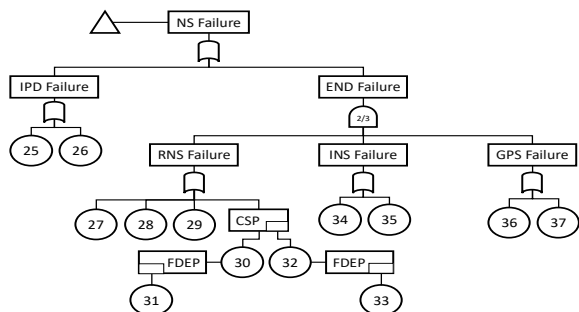 NS Failure
IPD Failure
END Failure
2/3
25
26
RNS Failure
INS Failure
GPS Failure
27
28
29
CSP
34
35
36
37
FDEP
30
32
FDEP
31
33